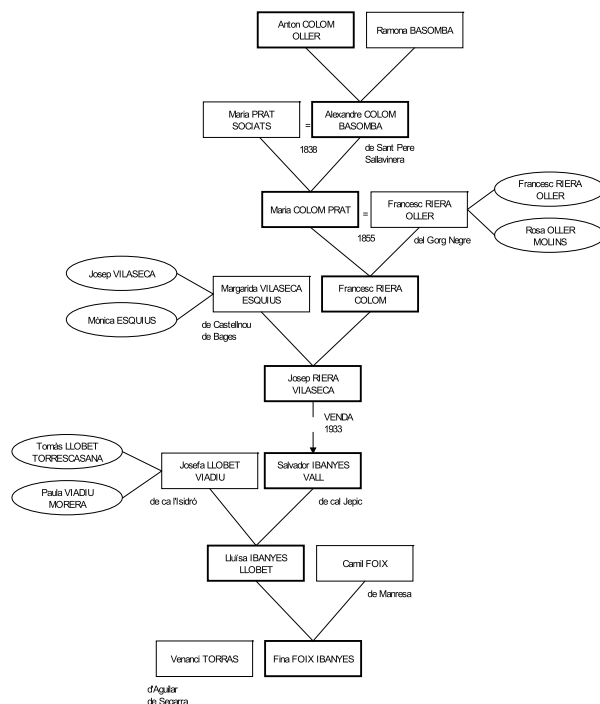 Anton COLOM
OLLER
Ramona BASOMBA
Maria PRAT
SOCIATS
=
Alexandre COLOM
BASOMBA
1838
de Sant Pere
Sallavinera
Maria COLOM PRAT
=
Francesc RIERA
OLLER
Francesc RIERA
OLLER
Rosa OLLER
MOLINS
1855
del Gorg Negre
Josep VILASECA
Mònica ESQUIUS
Margarida VILASECA
ESQUIUS
Francesc RIERA
COLOM
de Castellnou
de Bages
Josep RIERA
VILASECA
VENDA
1933
Tomàs LLOBET
TORRESCASANA
Paula VIADIU
MORERA
Josefa LLOBET
VIADIU
Salvador IBANYES
VALL
de ca l'Isidró
de cal Jepic
Lluïsa IBANYES
LLOBET
Camil FOIX
de Manresa
Venanci TORRAS
Fina FOIX IBANYES
d'Aguilar
de Segarra